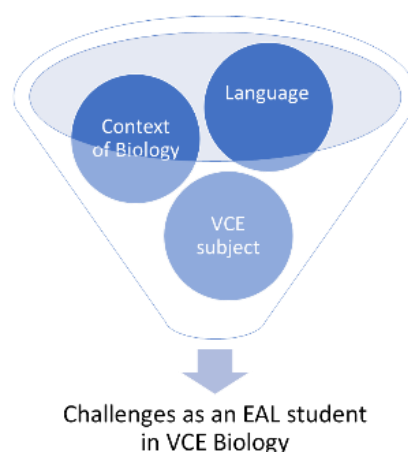 Language
Context
of Biology
VCE
subject
Challenges as an EAL student
in VCE Biology